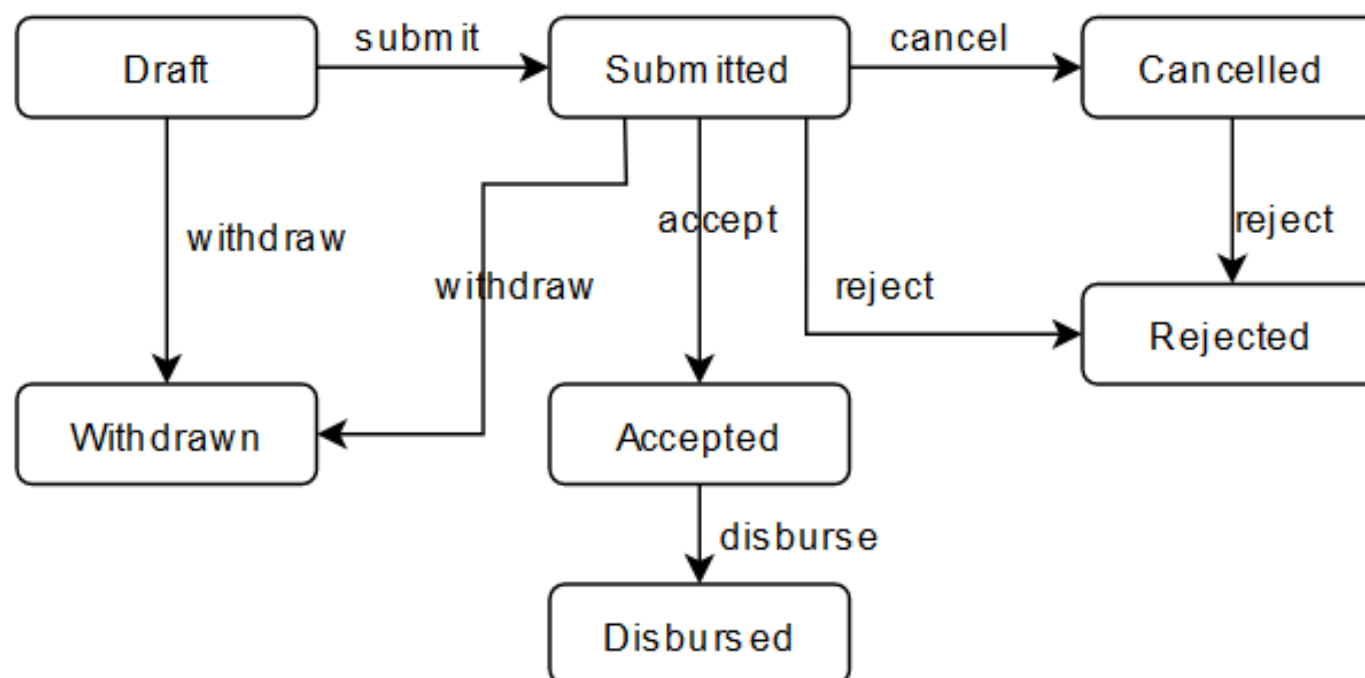 Draft
submit
Submitted
cancel
Cancelled
withdraw
withdraw
accept
reject
reject
Rejected
Withdrawn
Accepted
disburse
Disbursed